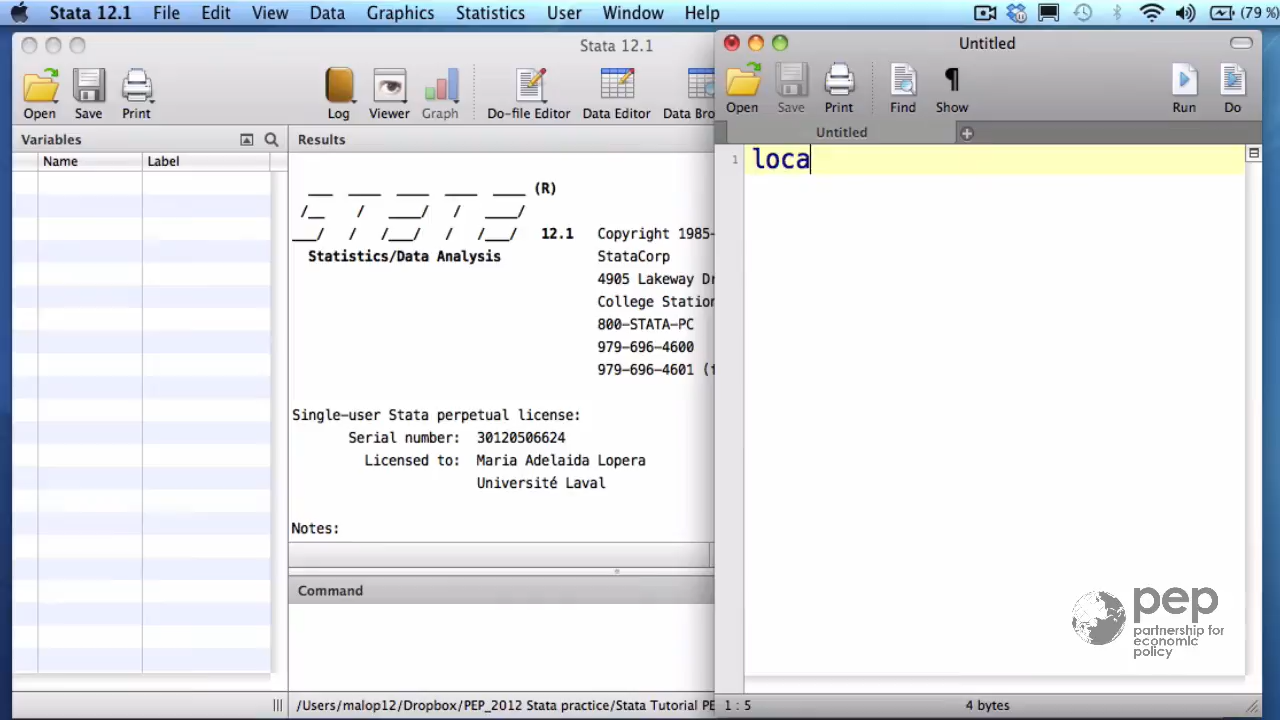 Stata 12.1 File Edit View Data Graphics Statistics User Window Help (79 %)
Stata 12.1
Open Save Print Log Viewer Graph Do-file Editor Data Editor Data Bro
Variables
Name Label
Results
(R)
12.1 Copyright 1985-
Statistics/Data Analysis StataCorp
4905 Lakeway Dr
College Station
800-STATA-PC
979-696-4600
979-696-4601 (f
Single-user Stata perpetual license:
Serial number: 30120506624
Licensed to: Maria Adelaida Lopera
Université Laval
Notes:
Command
/Users/malop12/Dropbox/PEP_2012 Stata practice/Stata Tutorial PE
Untitled
Open Save Print Find Show Run Do
Untitled
1 loca
1 : 5 4 bytes
pep
partnership for
economic
policy